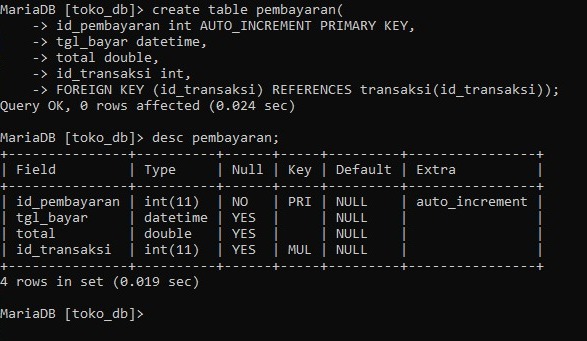 MariaDB [toko_db]> create table pembayaran(
    -> id_pembayaran int AUTO_INCREMENT PRIMARY KEY,
    -> tgl_bayar datetime,
    -> total double,
    -> id_transaksi int,
    -> FOREIGN KEY (id_transaksi) REFERENCES transaksi(id_transaksi));
Query OK, 0 rows affected (0.024 sec)

MariaDB [toko_db]> desc pembayaran;
+---------------+----------+------+-----+---------+----------------+
| Field         | Type     | Null | Key | Default | Extra          |
+---------------+----------+------+-----+---------+----------------+
| id_pembayaran | int(11)  | NO   | PRI | NULL    | auto_increment |
| tgl_bayar     | datetime | YES  |     | NULL    |                |
| total         | double   | YES  |     | NULL    |                |
| id_transaksi  | int(11)  | YES  | MUL | NULL    |                |
+---------------+----------+------+-----+---------+----------------+
4 rows in set (0.019 sec)

MariaDB [toko_db]>